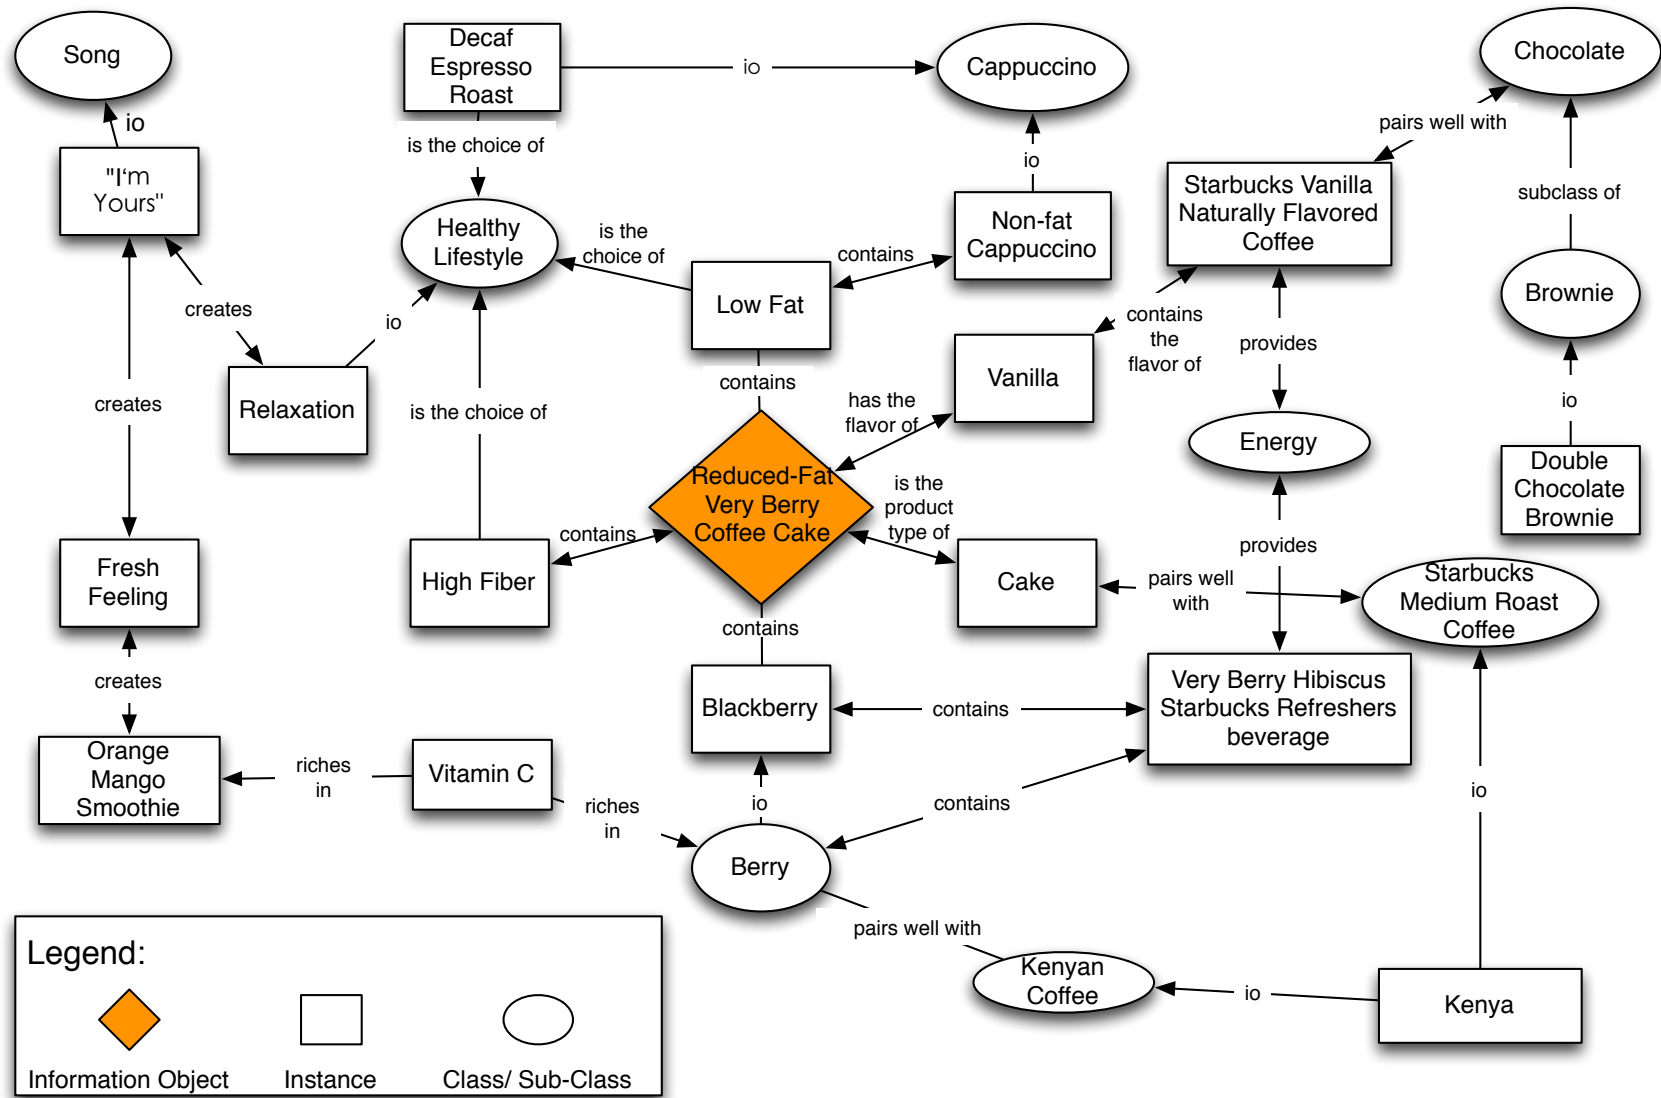 Song
io
"I'm
Yours"
Decaf
Espresso
Roast
io
Cappuccino
Chocolate
pairs well with
is the choice of
io
Starbucks Vanilla
Naturally Flavored
Coffee
subclass of
Healthy
Lifestyle
is the
choice of
contains
Non-fat
Cappuccino
creates
io
Low Fat
contains
the
flavor of
provides
Brownie
Relaxation
creates
is the choice of
contains
has the
flavor of
Vanilla
Energy
io
Reduced-Fat
Very Berry
Coffee Cake
is the
product
type of
Double
Chocolate
Brownie
contains
provides
Fresh
Feeling
High Fiber
Cake
pairs well
with
Starbucks
Medium Roast
Coffee
contains
creates
Blackberry
contains
Very Berry Hibiscus
Starbucks Refreshers
beverage
Orange
Mango
Smoothie
riches
in
Vitamin C
riches
in
io
contains
io
Berry
pairs well with
Kenyan
Coffee
io
Kenya
Legend:
Information Object
Instance
Class/ Sub-Class